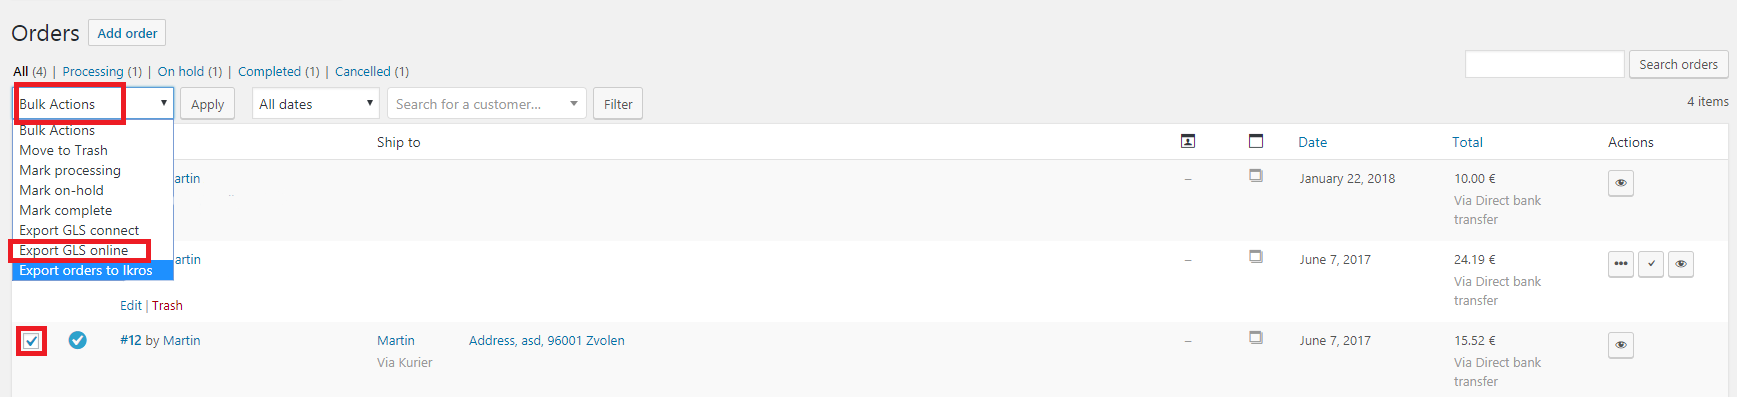 Orders Add order
All (4) | Processing (1) | On hold (1) | Completed (1) | Cancelled (1)
Search orders
Bulk Actions Apply All dates Search for a customer... Filter
4 items
Bulk Actions
Move to Trash
Mark processing
Mark on-hold
Mark complete
Export GLS connect
Export GLS online
Export orders to Ikros
Ship to Date Total Actions
artin – January 22, 2018 10.00 €
Via Direct bank
transfer
artin – June 7, 2017 24.19 €
Via Direct bank
transfer
Edit | Trash
#12 by Martin Martin Address, asd, 96001 Zvolen – June 7, 2017 15.52 €
Via Kurier Via Direct bank
transfer